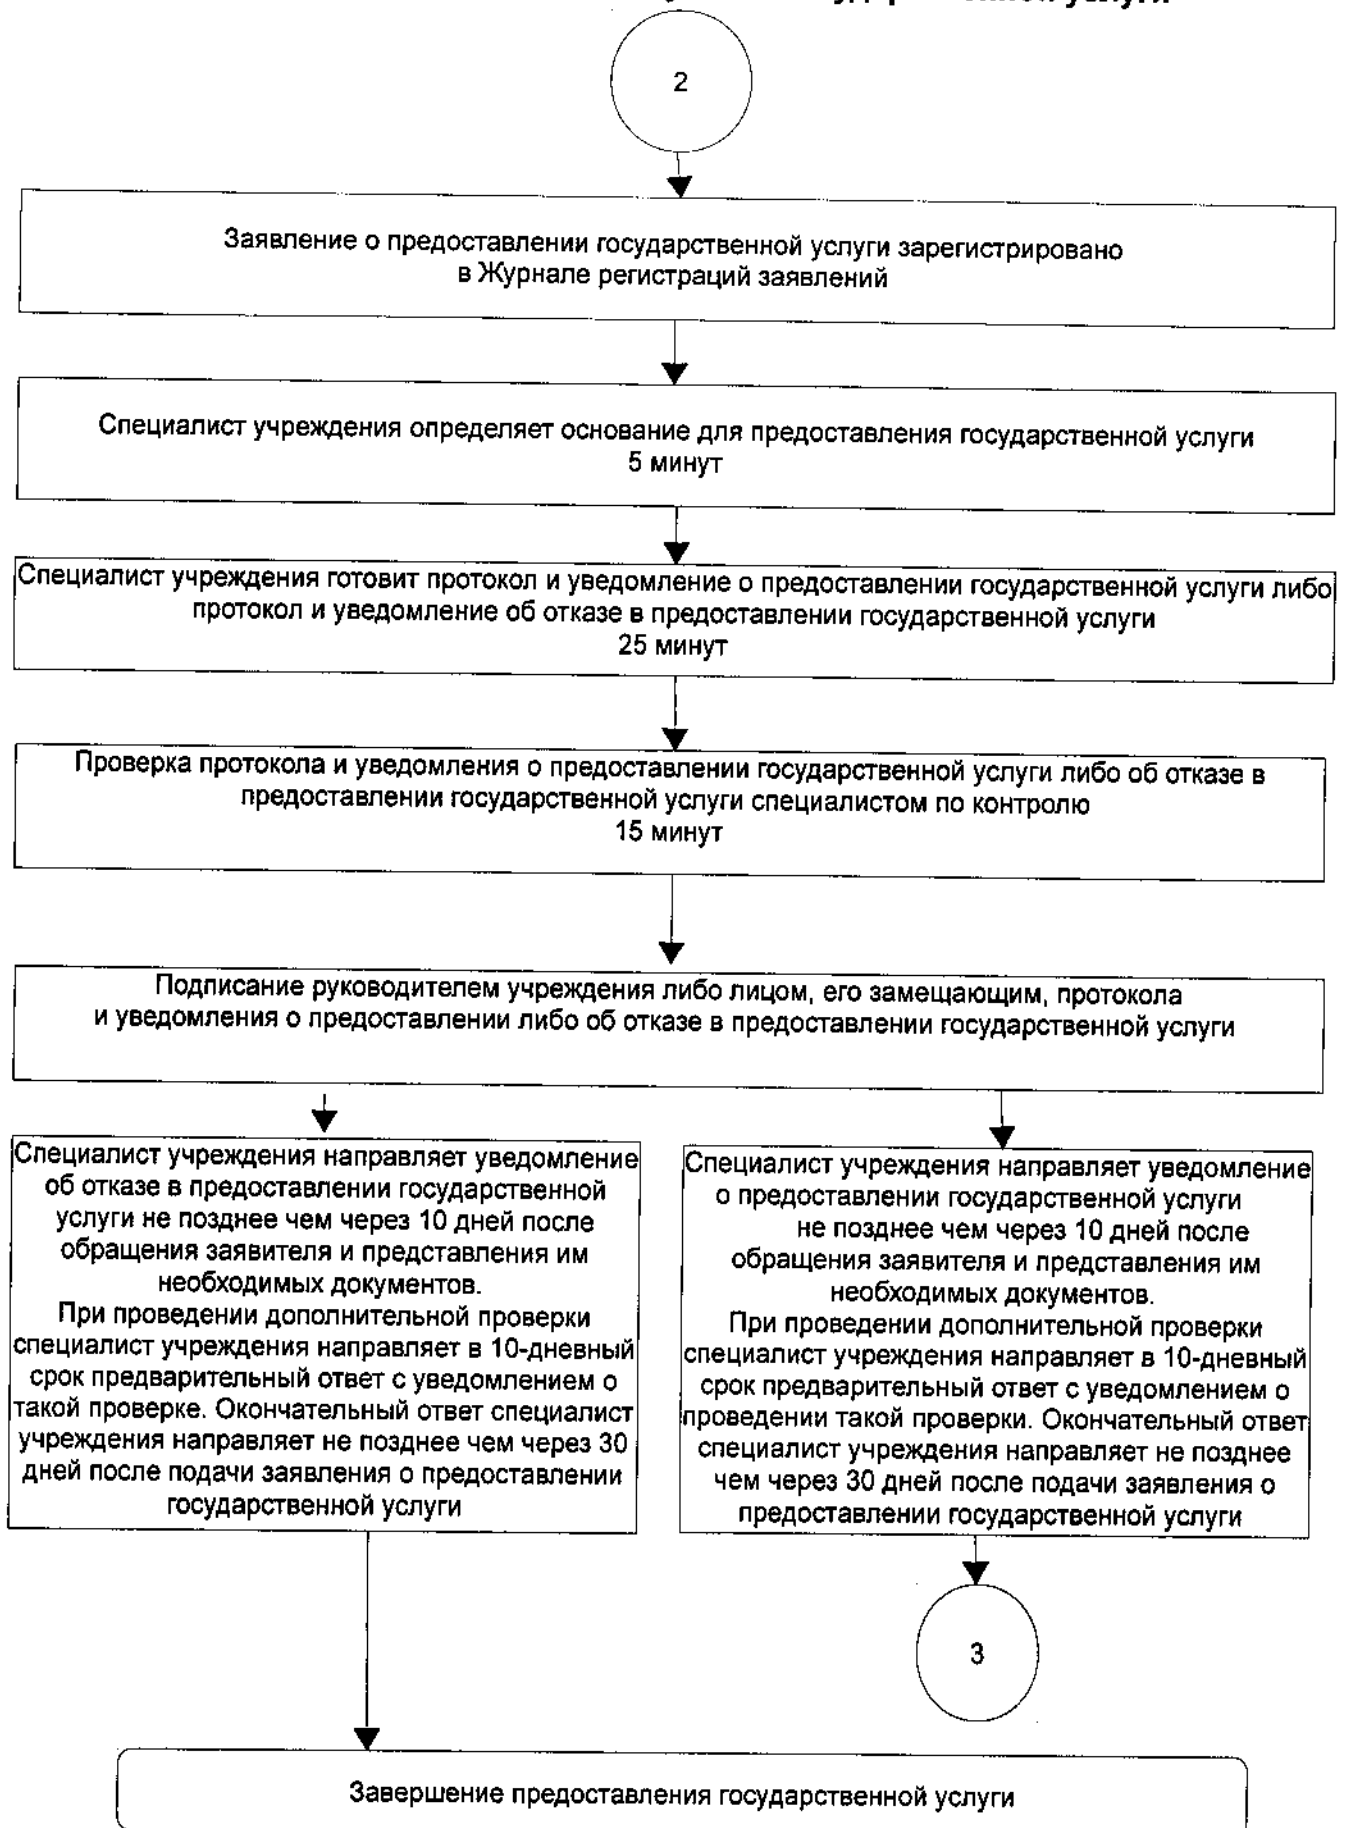 услуги
2
Заявление о предоставлении государственной услуги зарегистрировано
в Журнале регистраций заявлений
Специалист учреждения определяет основание для предоставления государственной услуги
5 минут
Специалист учреждения готовит протокол и уведомление о предоставлении государственной услуги либо
протокол и уведомление об отказе в предоставлении государственной услуги
25 минут
Проверка протокола и уведомления о предоставлении государственной услуги либо об отказе в
предоставлении государственной услуги специалистом по контролю
15 минут
Подписание руководителем учреждения либо лицом, его замещающим, протокола
и уведомления о предоставлении либо об отказе в предоставлении государственной услуги
Специалист учреждения направляет уведомление
об отказе в предоставлении государственной
услуги не позднее чем через 10 дней после
обращения заявителя и представления им
необходимых документов.
При проведении дополнительной проверки
специалист учреждения направляет в 10-дневный
срок предварительный ответ с уведомлением о
такой проверке. Окончательный ответ специалист
учреждения направляет не позднее чем через 30
дней после подачи заявления о предоставлении
государственной услуги
Специалист учреждения направляет уведомление
о предоставлении государственной услуги
не позднее чем через 10 дней после
обращения заявителя и представления им
необходимых документов.
При проведении дополнительной проверки
специалист учреждения направляет в 10-дневный
срок предварительный ответ с уведомлением о
проведении такой проверки. Окончательный ответ
специалист учреждения направляет не позднее
чем через 30 дней после подачи заявления о
предоставлении государственной услуги
3
Завершение предоставления государственной услуги